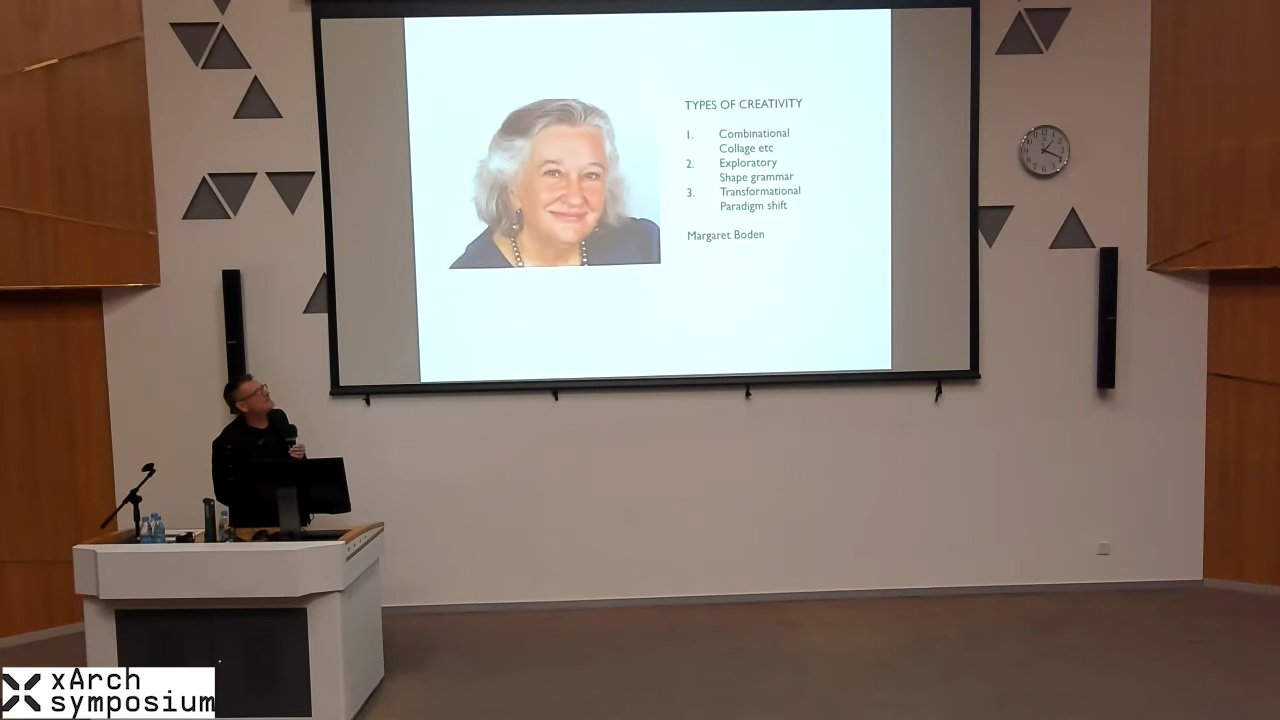 TYPES OF CREATIVITY
1. Combinational
Collage etc
2. Exploratory
Shape grammar
3. Transformational
Paradigm shift
Margaret Boden
xArch
symposium